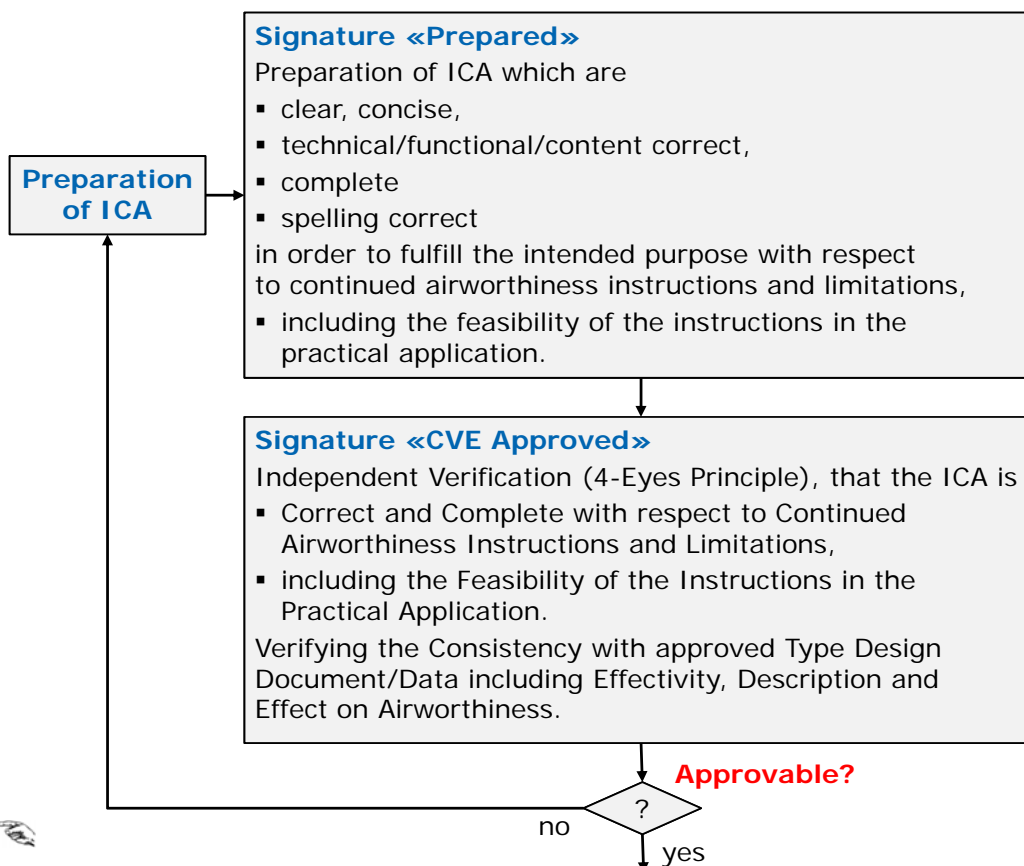 Signature «Prepared»
Preparation of ICA which are
▪ clear, concise,
▪ technical/functional/content correct,
▪ complete
▪ spelling correct
in order to fulfill the intended purpose with respect
to continued airworthiness instructions and limitations,
▪ including the feasibility of the instructions in the
practical application.
Preparation
of ICA
Signature «CVE Approved»
Independent Verification (4-Eyes Principle), that the ICA is
▪ Correct and Complete with respect to Continued
Airworthiness Instructions and Limitations,
▪ including the Feasibility of the Instructions in the
Practical Application.
Verifying the Consistency with approved Type Design
Document/Data including Effectivity, Description and
Effect on Airworthiness.
Approvable?
?
no
yes